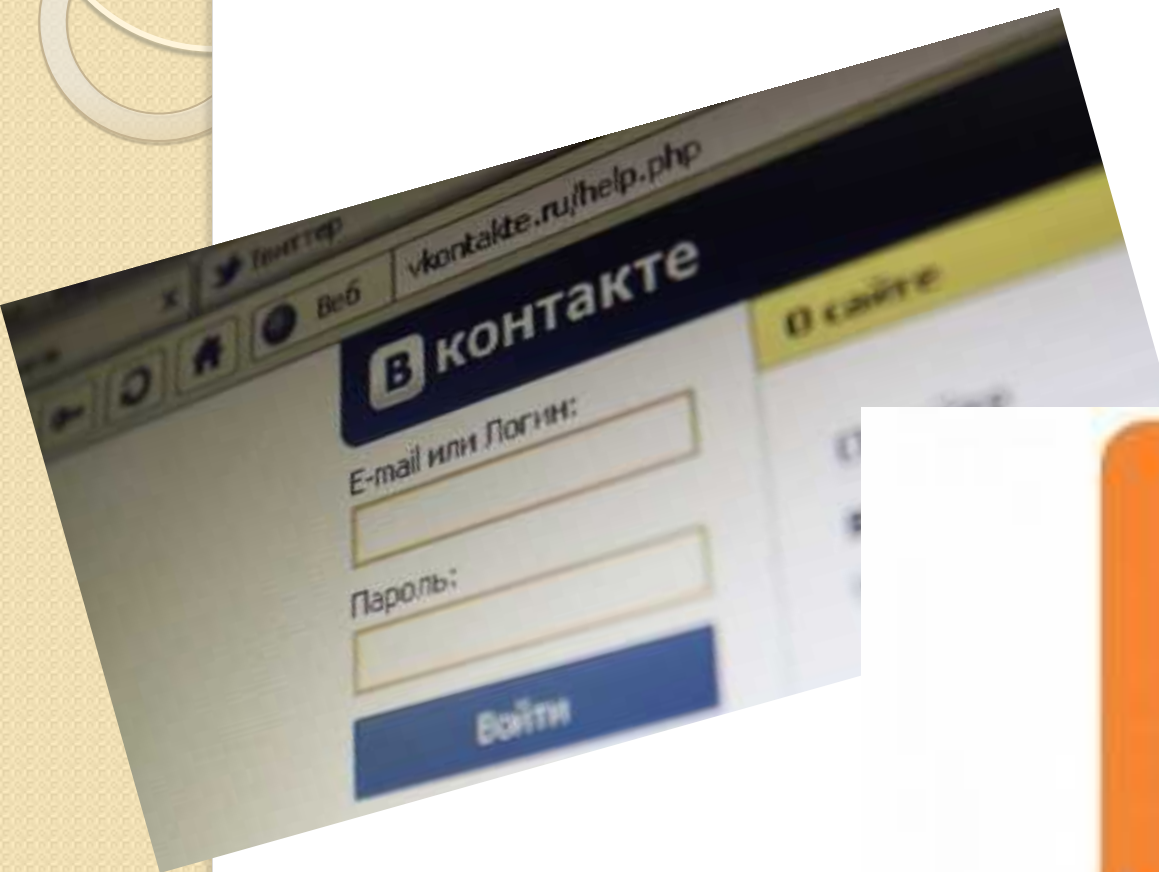 Твиттер
Веб
vkontakte.ru/help.php
В контакте
О сайте
E-mail или Логин:
Пароль:
Войти